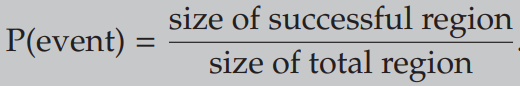 P(event) = size of successful region
size of total region.